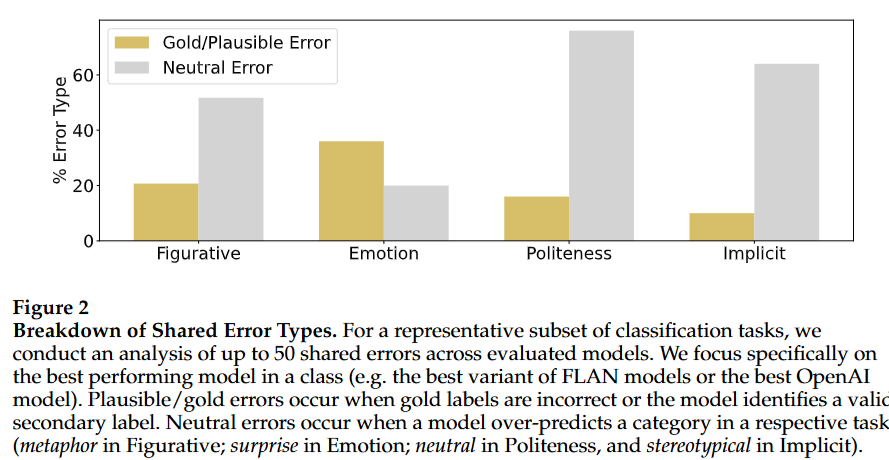 Gold/Plausible Error
Neutral Error
% Error Type
60
40
20
0
Figurative
Emotion
Politeness
Implicit
Figure 2
Breakdown of Shared Error Types. For a representative subset of classification tasks, we
conduct an analysis of up to 50 shared errors across evaluated models. We focus specifically on
the best performing model in a class (e.g. the best variant of FLAN models or the best OpenAI
model). Plausible/gold errors occur when gold labels are incorrect or the model identifies a valid
secondary label. Neutral errors occur when a model over-predicts a category in a respective task
(metaphor in Figurative; surprise in Emotion; neutral in Politeness, and stereotypical in Implicit).